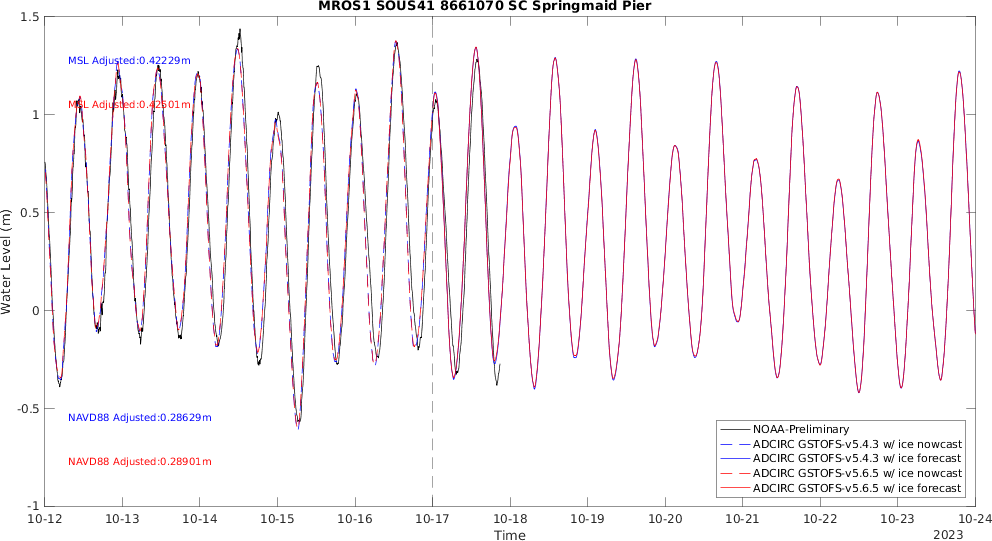 MROS1 SOUS41 8661070 SC Springmaid Pier
1.5
1
0.5
0
-0.5
-1
Water Level (m)
MSL Adjusted:0.42229m
MSL Adjusted:0.42501m
NAVD88 Adjusted:0.28629m
NAVD88 Adjusted:0.28901m
NOAA-Preliminary
ADCIRC GSTOFS-v5.4.3 w/ ice nowcast
ADCIRC GSTOFS-v5.4.3 w/ ice forecast
ADCIRC GSTOFS-v5.6.5 w/ ice nowcast
ADCIRC GSTOFS-v5.6.5 w/ ice forecast
10-12 10-13 10-14 10-15 10-16 10-17 10-18 10-19 10-20 10-21 10-22 10-23 10-24
Time
2023